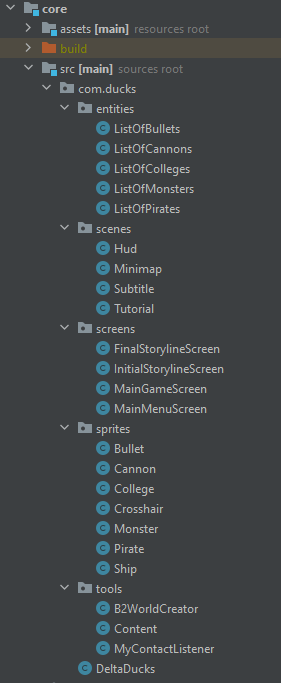 core
assets [main] resources root
build
src [main] sources root
com.ducks
entities
ListOfBullets
ListOfCannons
ListOfColleges
ListOfMonsters
ListOfPirates
scenes
Hud
Minimap
Subtitle
Tutorial
screens
FinalStorylineScreen
InitialStorylineScreen
MainGameScreen
MainMenuScreen
sprites
Bullet
Cannon
College
Crosshair
Monster
Pirate
Ship
tools
B2WorldCreator
Content
MyContactListener
DeltaDucks